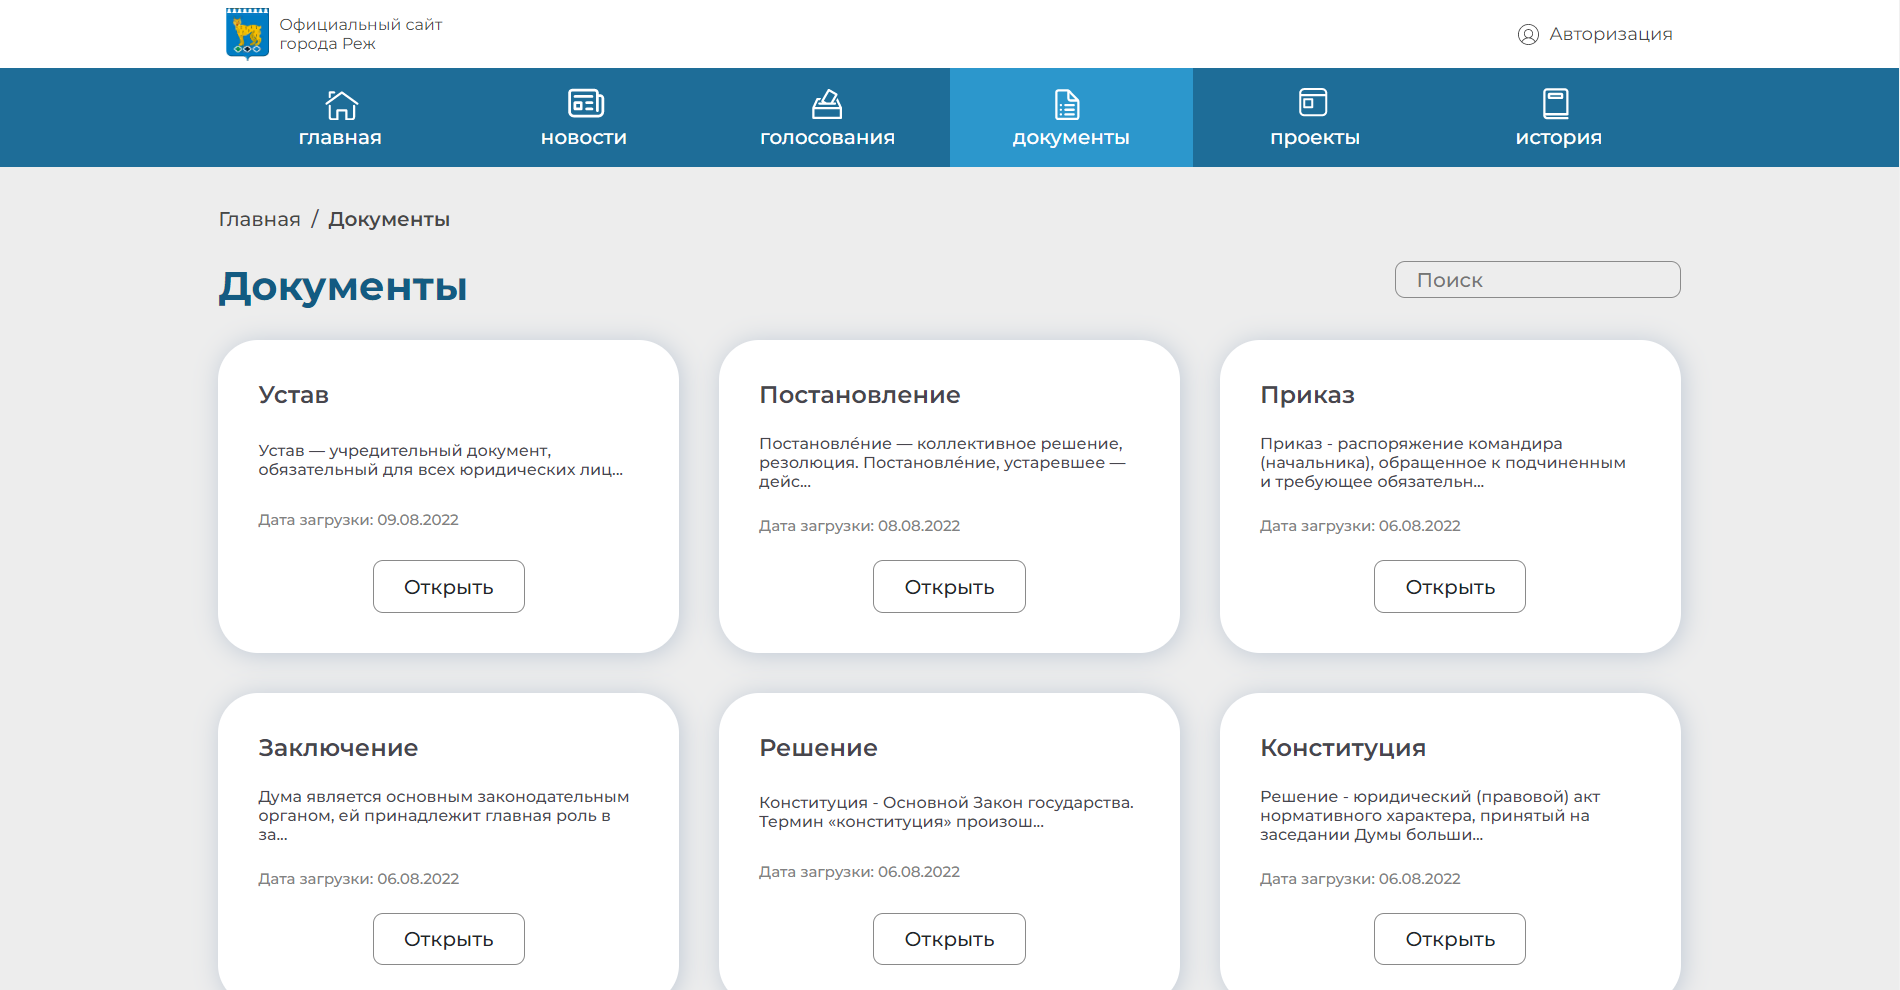 Официальный сайт
города Реж
Авторизация
главная
новости
голосования
документы
проекты
история
Главная / Документы
Документы
Поиск
Устав
Устав — учредительный документ,
обязательный для всех юридических лиц...
Дата загрузки: 09.08.2022
Открыть
Постановление
Постановле́ние — коллективное решение,
резолюция. Постановле́ние, устаревшее —
дейс...
Дата загрузки: 08.08.2022
Открыть
Приказ
Приказ - распоряжение командира
(начальника), обращенное к подчиненным
и требующее обязательн...
Дата загрузки: 06.08.2022
Открыть
Заключение
Дума является основным законодательным
органом, ей принадлежит главная роль в
за...
Дата загрузки: 06.08.2022
Открыть
Решение
Конституция - Основной Закон государства.
Термин «конституция» произош...
Дата загрузки: 06.08.2022
Открыть
Конституция
Решение - юридический (правовой) акт
нормативного характера, принятый на
заседании Думы больши...
Дата загрузки: 06.08.2022
Открыть